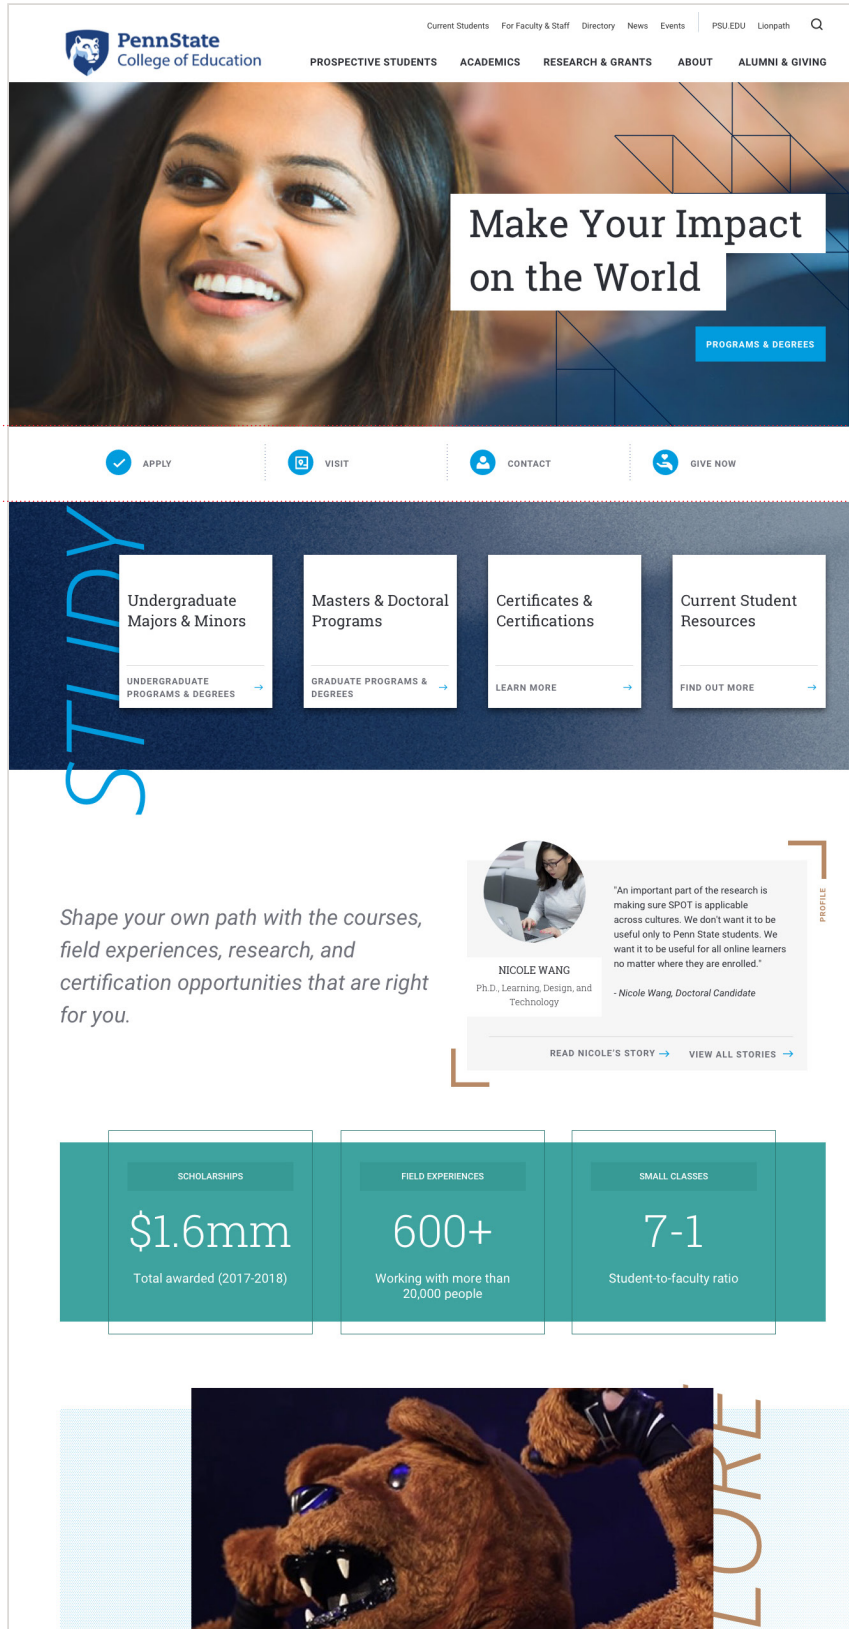 Current Students For Faculty & Staff Directory News Events PSU.EDU Lionpath
PennState
College of Education
PROSPECTIVE STUDENTS ACADEMICS RESEARCH & GRANTS ABOUT ALUMNI & GIVING
Make Your Impact
on the World
PROGRAMS & DEGREES
APPLY VISIT CONTACT GIVE NOW
STUDY
Undergraduate
Majors & Minors
UNDERGRADUATE
PROGRAMS & DEGREES
Masters & Doctoral
Programs
GRADUATE PROGRAMS &
DEGREES
Certificates &
Certifications
LEARN MORE
Current Student
Resources
FIND OUT MORE
Shape your own path with the courses,
field experiences, research, and
certification opportunities that are right
for you.
PROFILE
NICOLE WANG
Ph.D., Learning, Design, and
Technology
"An important part of the research is
making sure SPOT is applicable
across cultures. We don't want it to be
useful only to Penn State students. We
want it to be useful for all online learners
no matter where they are enrolled."
- Nicole Wang, Doctoral Candidate
READ NICOLE'S STORY VIEW ALL STORIES
SCHOLARSHIPS
$1.6mm
Total awarded (2017-2018)
FIELD EXPERIENCES
600+
Working with more than
20,000 people
SMALL CLASSES
7-1
Student-to-faculty ratio
LORE